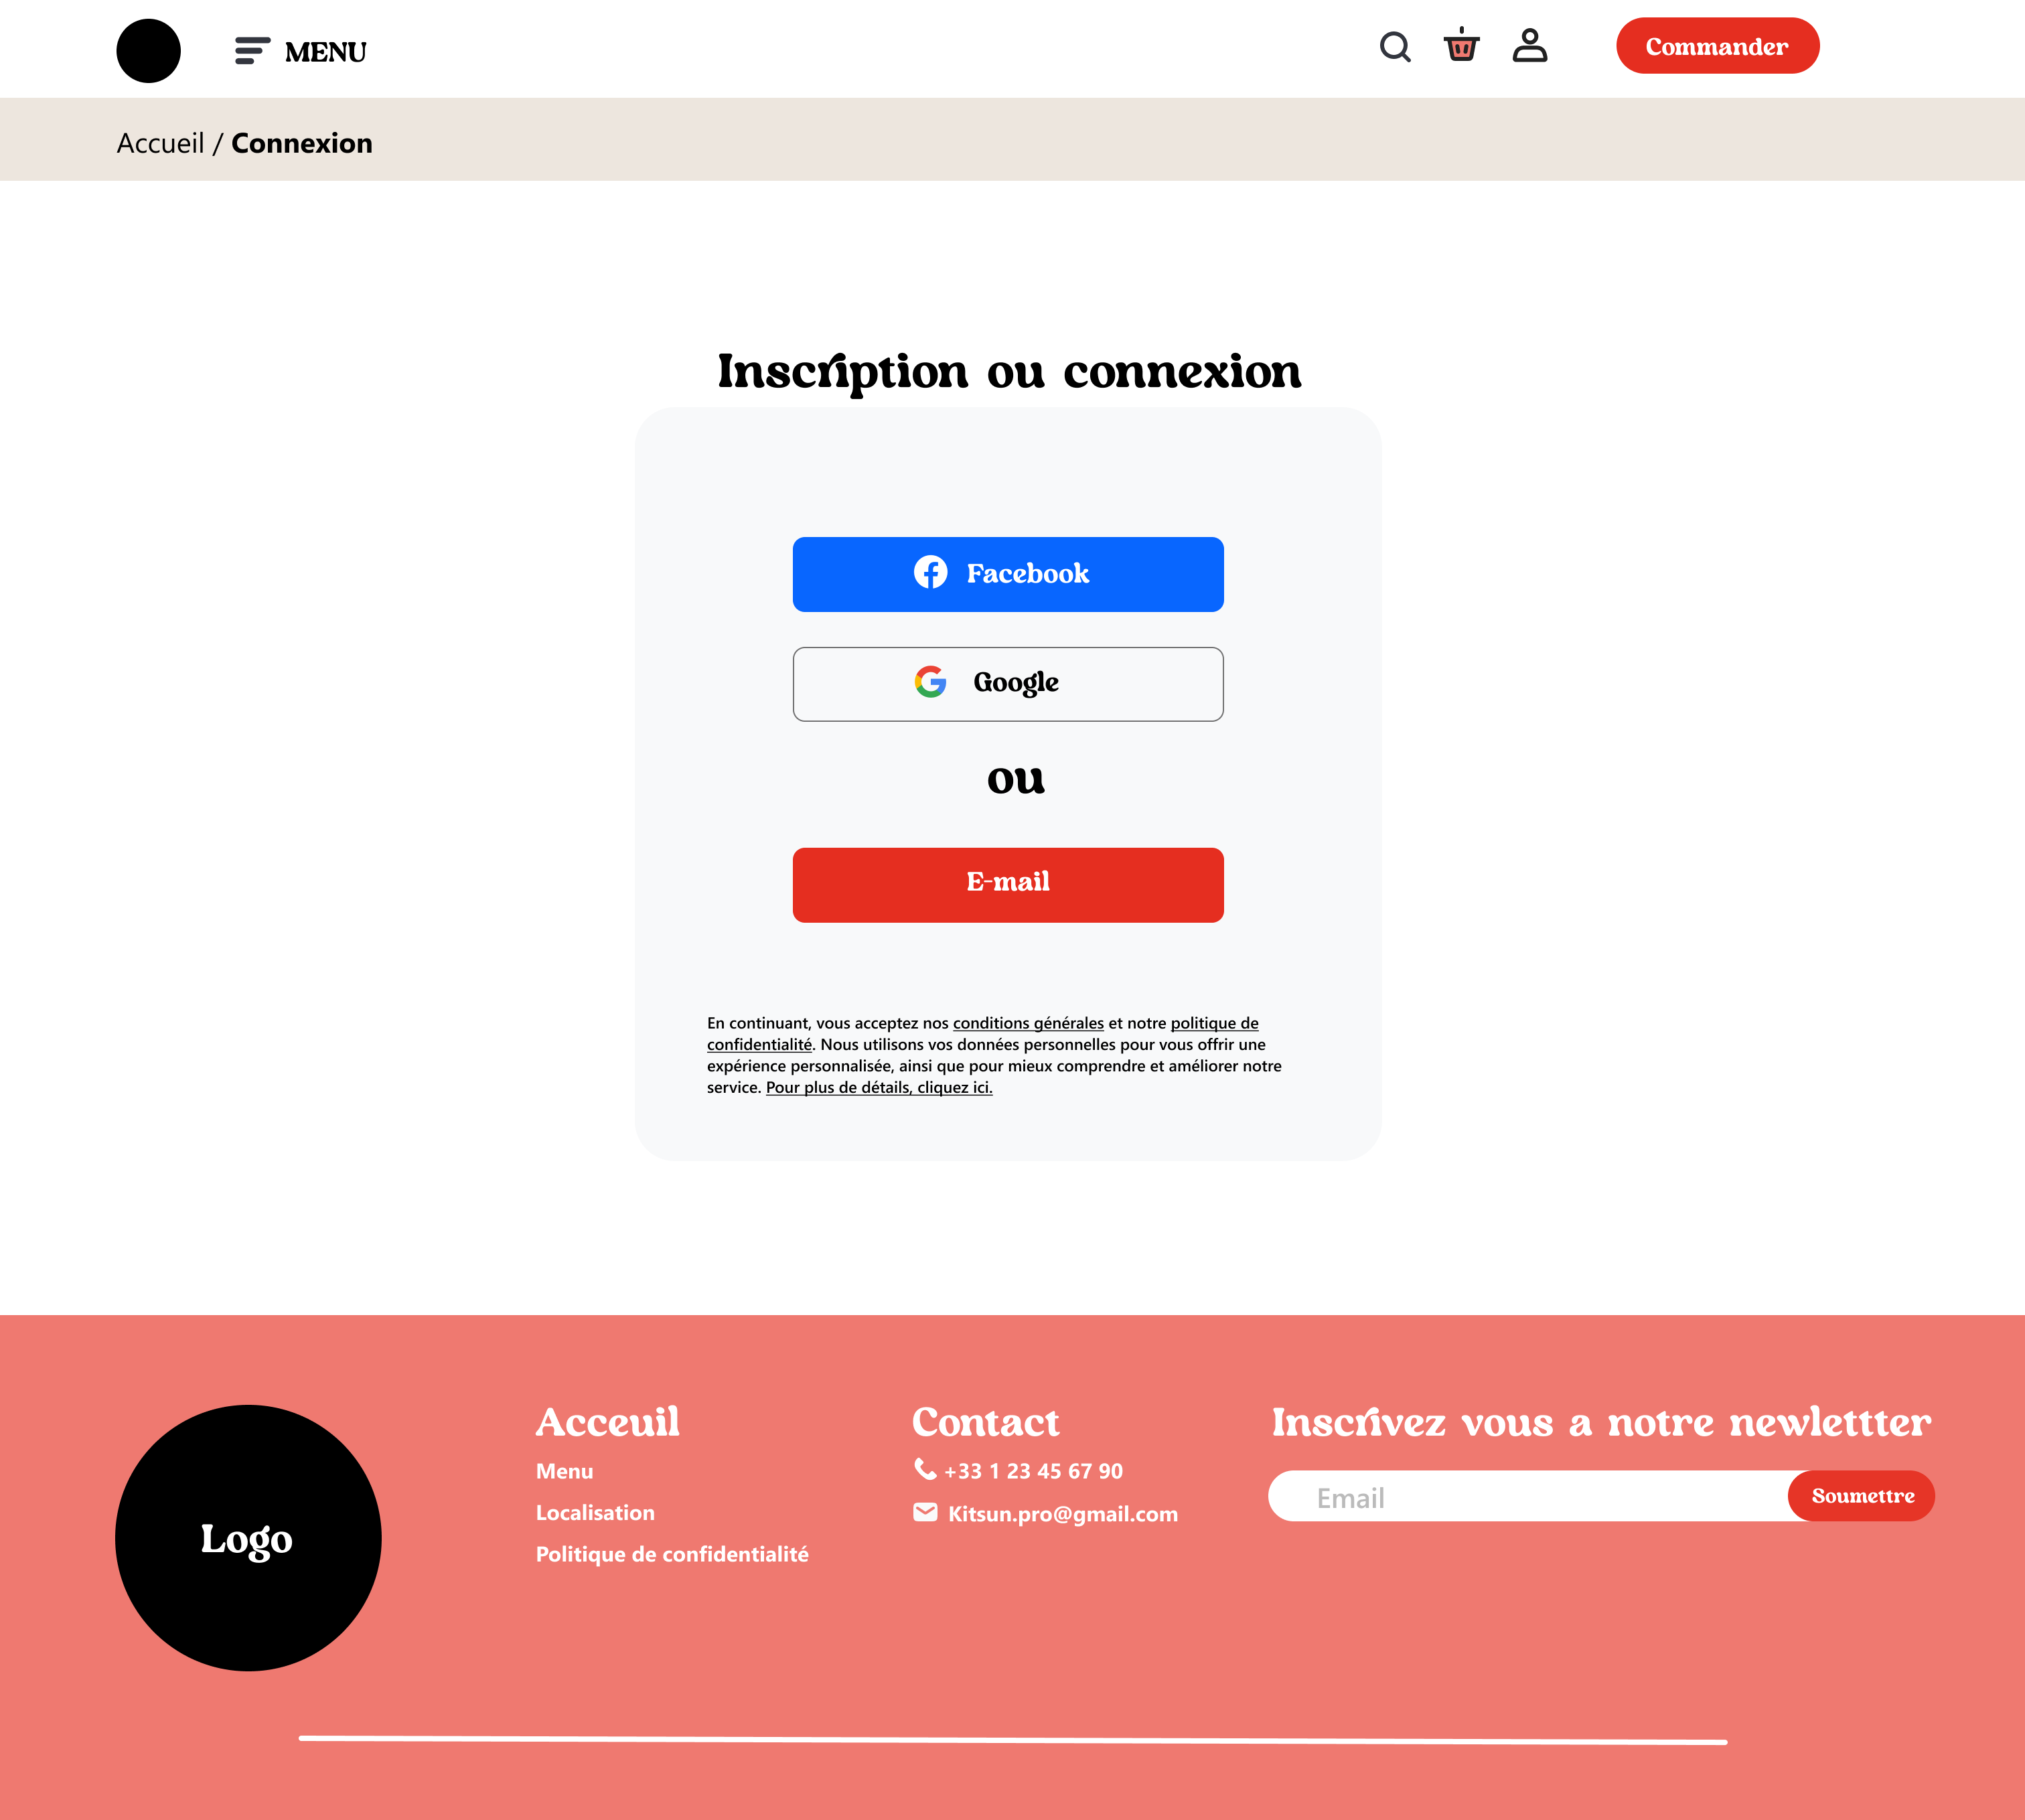 MENU
Commander
Accueil / Connexion
Inscription ou connexion
Facebook
Google
ou
E-mail
En continuant, vous acceptez nos conditions générales et notre politique de
confidentialité. Nous utilisons vos données personnelles pour vous offrir une
expérience personnalisée, ainsi que pour mieux comprendre et améliorer notre
service. Pour plus de détails, cliquez ici.
Logo
Acceuil
Menu
Localisation
Politique de confidentialité
Contact
+33 1 23 45 67 90
Kitsun.pro@gmail.com
Inscrivez vous a notre newlettter
Email
Soumettre